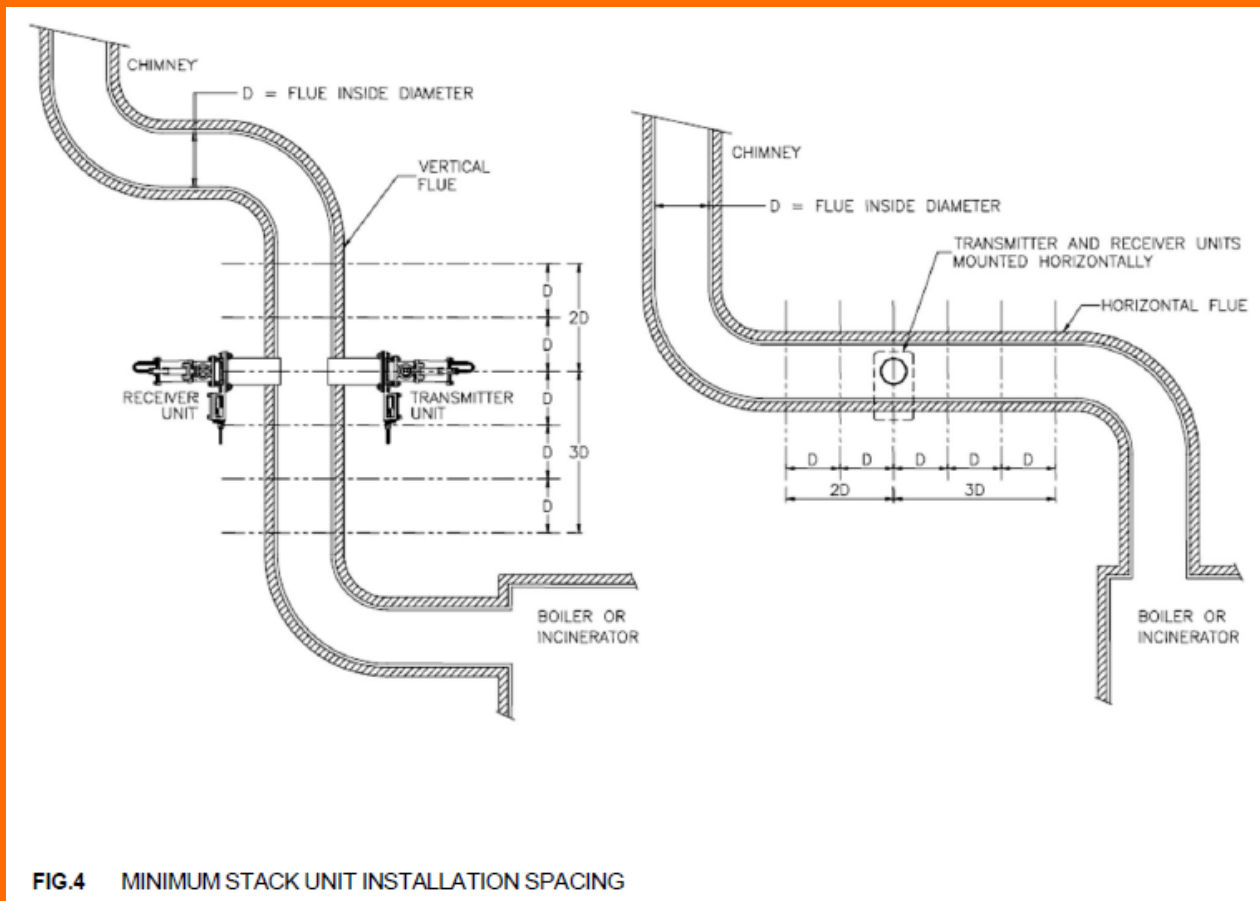 CHIMNEY
D = FLUE INSIDE DIAMETER
VERTICAL
FLUE
D
D
2D
D
D
3D
D
RECEIVER
UNIT
TRANSMITTER
UNIT
BOILER OR
INCINERATOR
CHIMNEY
D = FLUE INSIDE DIAMETER
TRANSMITTER AND RECEIVER UNITS
MOUNTED HORIZONTALLY
HORIZONTAL FLUE
D D D D D
2D 3D
BOILER OR
INCINERATOR
FIG.4 MINIMUM STACK UNIT INSTALLATION SPACING